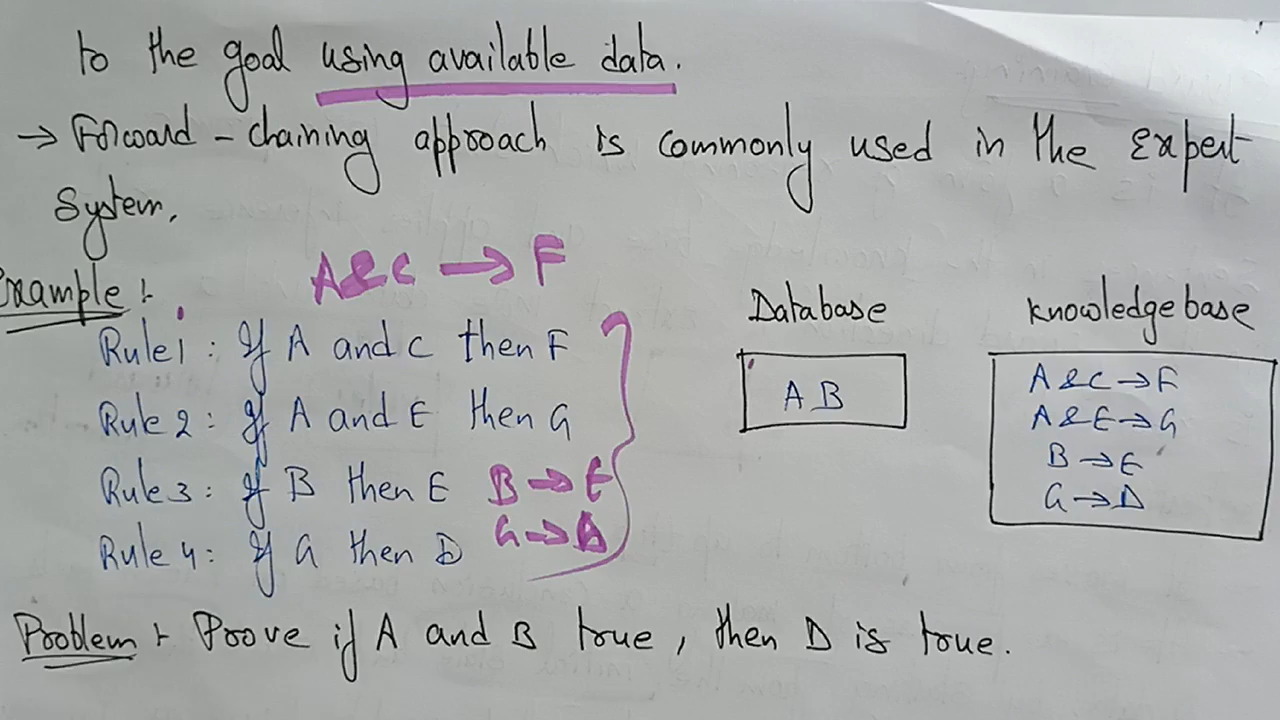 to the goal using available data.
→ Forward - chaining approach is commonly used in the Expert
System.
Example :
A&C → F
Rule 1 : If A and C then F
Rule 2 : If A and E then G
Rule 3 : If B then E B → E
Rule 4 : If G then D G → D
Database
A B
Knowledge base
A & C → F
A & E → G
B → E
G → D
Problem : Prove if A and B true, then D is true.